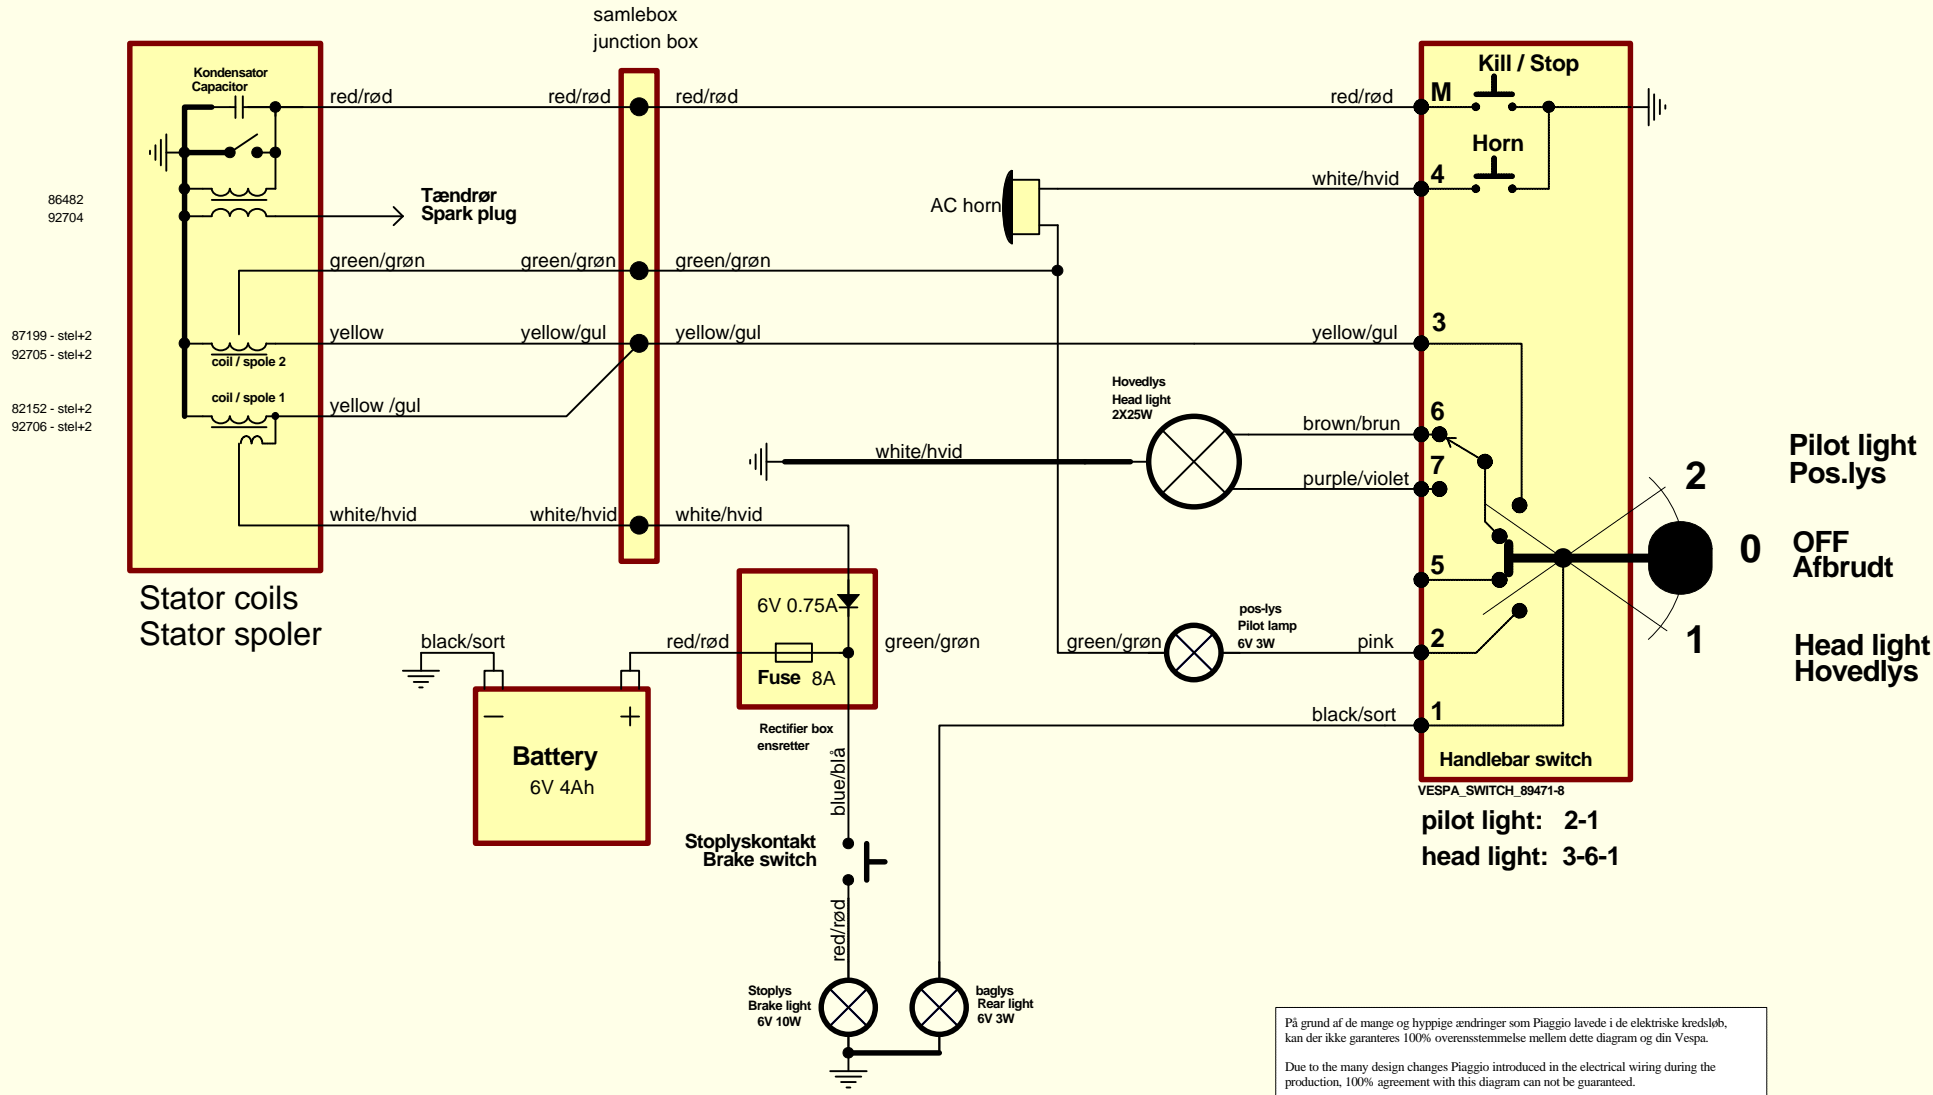 samlebox
junction box
Kondensator
Capacitor
red/rød
red/rød
red/rød
red/rød
M
Kill / Stop
Horn
4
white/hvid
AC horn
86482
92704
Tændrør
Spark plug
green/grøn
green/grøn
green/grøn
87199 - stel+2
92705 - stel+2
yellow
yellow/gul
yellow/gul
yellow/gul
3
coil / spole 2
coil / spole 1
82152 - stel+2
92706 - stel+2
yellow /gul
Hovedlys
Head light
2X25W
brown/brun
6
white/hvid
7
purple/violet
2
Pilot light
Pos.lys
white/hvid
white/hvid
white/hvid
0
OFF
Afbrudt
5
Stator coils
Stator spoler
6V 0.75A
Fuse 8A
black/sort
red/rød
green/grøn
green/grøn
pos-lys
Pilot lamp
6V 3W
pink
2
1
Head light
Hovedlys
Battery
6V 4Ah
Rectifier box
ensretter
blue/blå
black/sort
1
Handlebar switch
VESPA_SWITCH_89471-8
pilot light: 2-1
head light: 3-6-1
Stoplyskontakt
Brake switch
red/rød
Stoplys
Brake light
6V 10W
baglys
Rear light
6V 3W
På grund af de mange og hyppige ændringer som Piaggio lavede i de elektriske kredsløb,
kan der ikke garanteres 100% overensstemmelse mellem dette diagram og din Vespa.
Due to the many design changes Piaggio introduced in the electrical wiring during the
production, 100% agreement with this diagram can not be guaranteed.